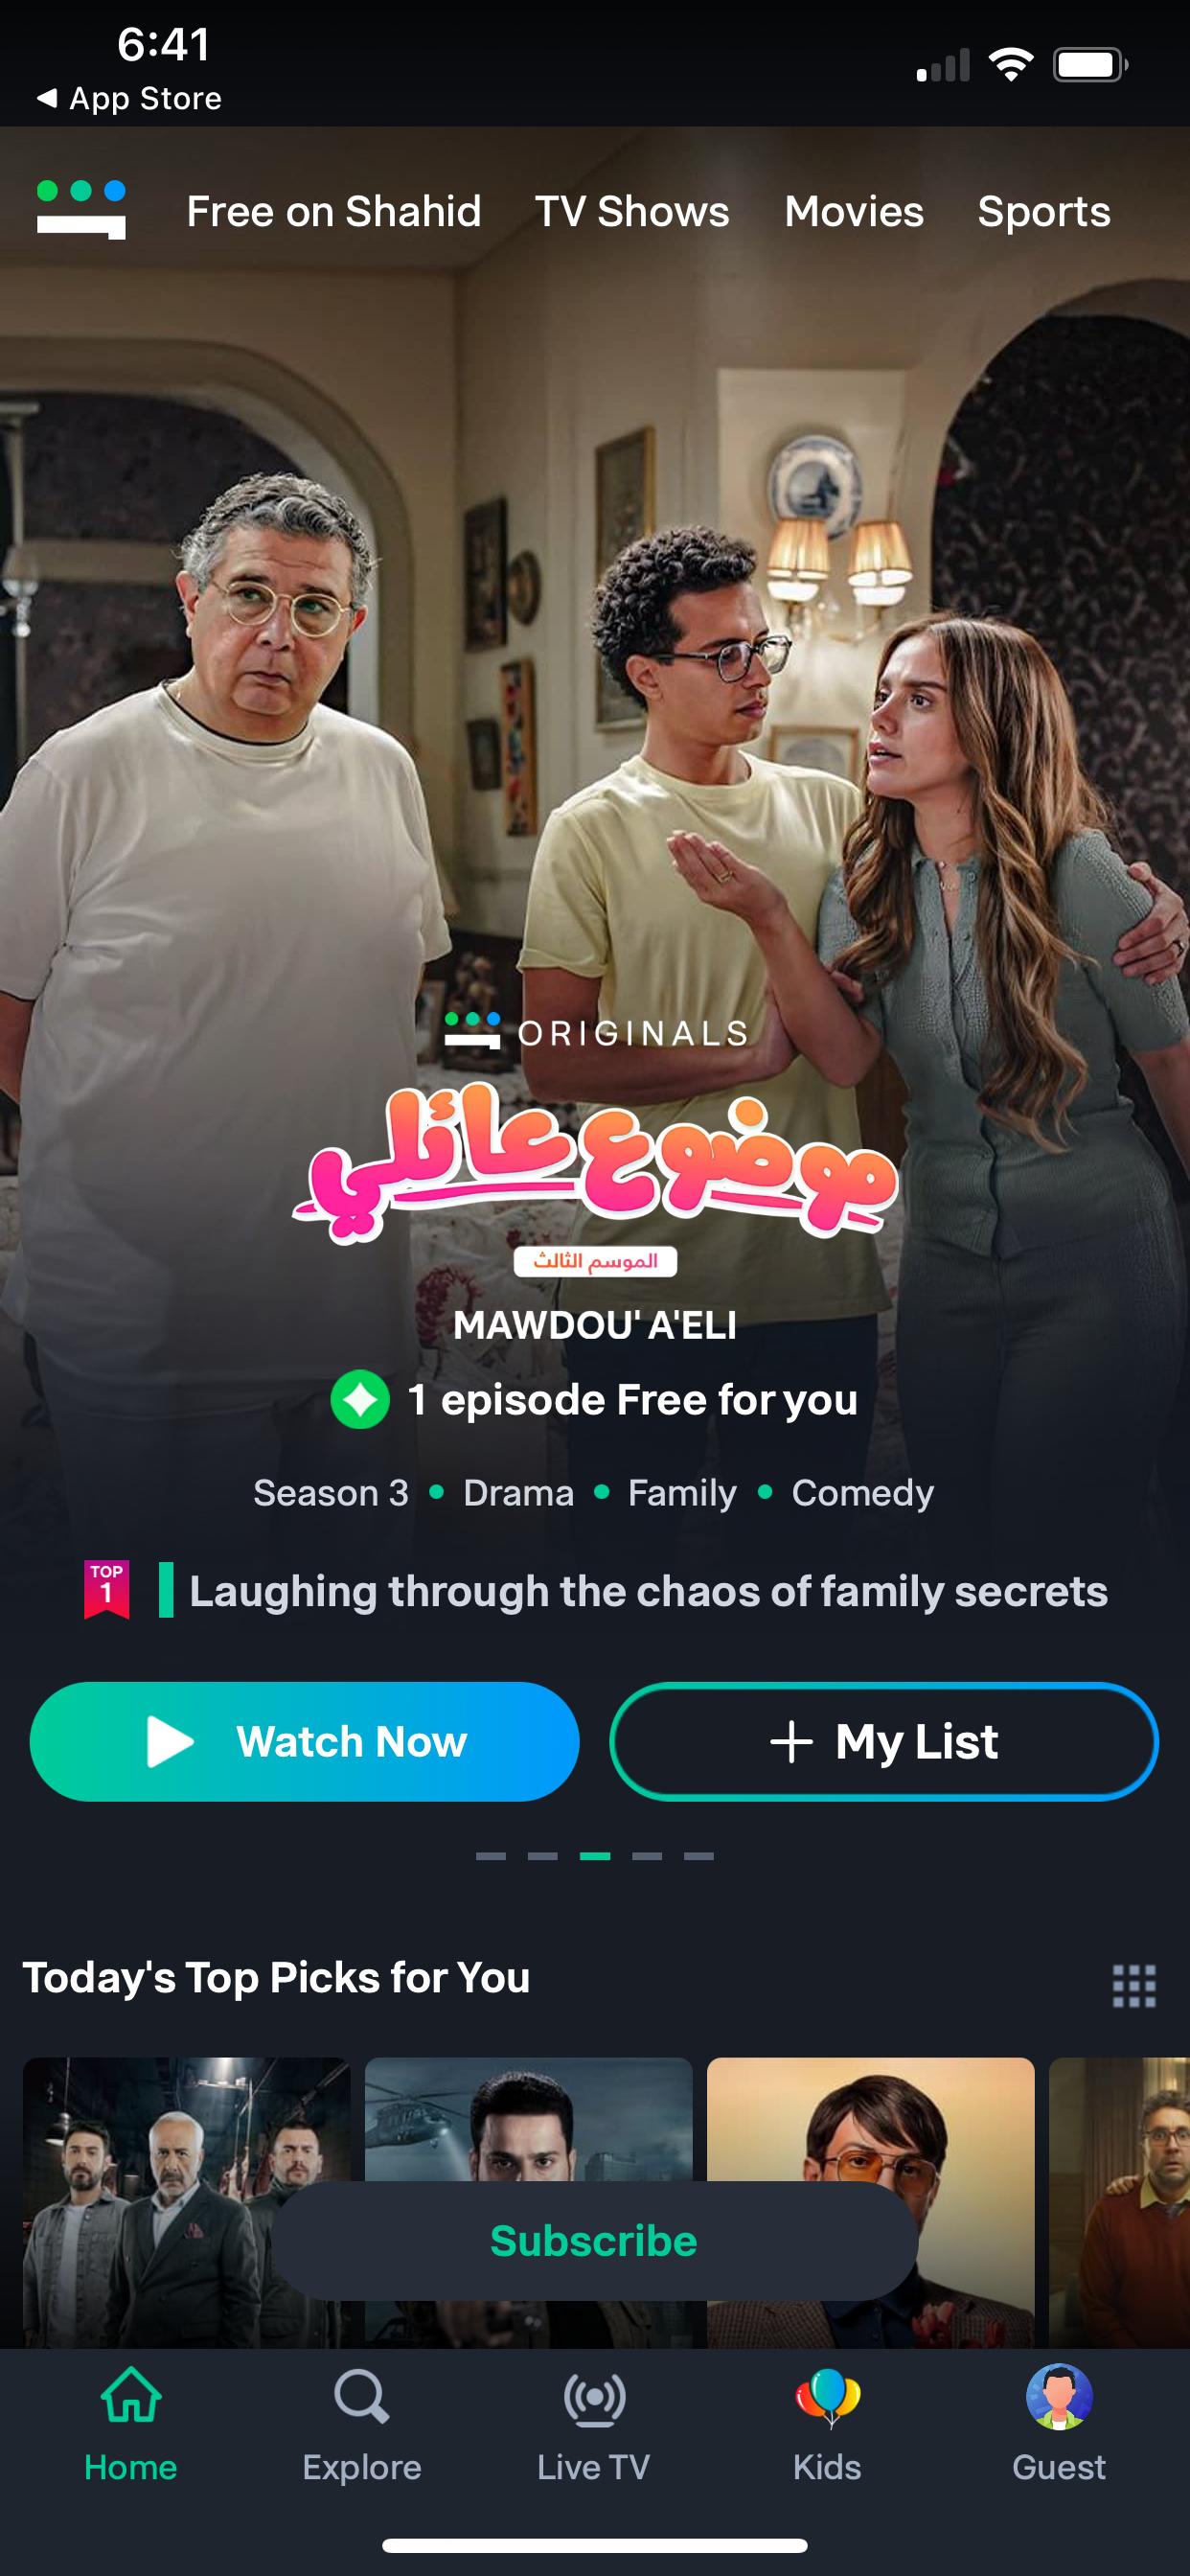 6:41
App Store
Free on Shahid TV Shows Movies Sports
ORIGINALS
موضوع عائلي
الموسم الثالث
MAWDOU' A'ELI
1 episode Free for you
Season 3 • Drama • Family • Comedy
TOP
1
Laughing through the chaos of family secrets
Watch Now
+ My List
Today's Top Picks for You
Subscribe
Home Explore Live TV Kids Guest